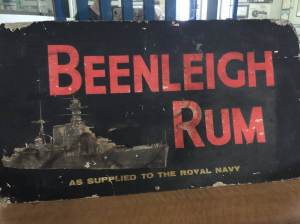 BEENLEIGH
RUM
AS SUPPLIED TO THE ROYAL NAVY